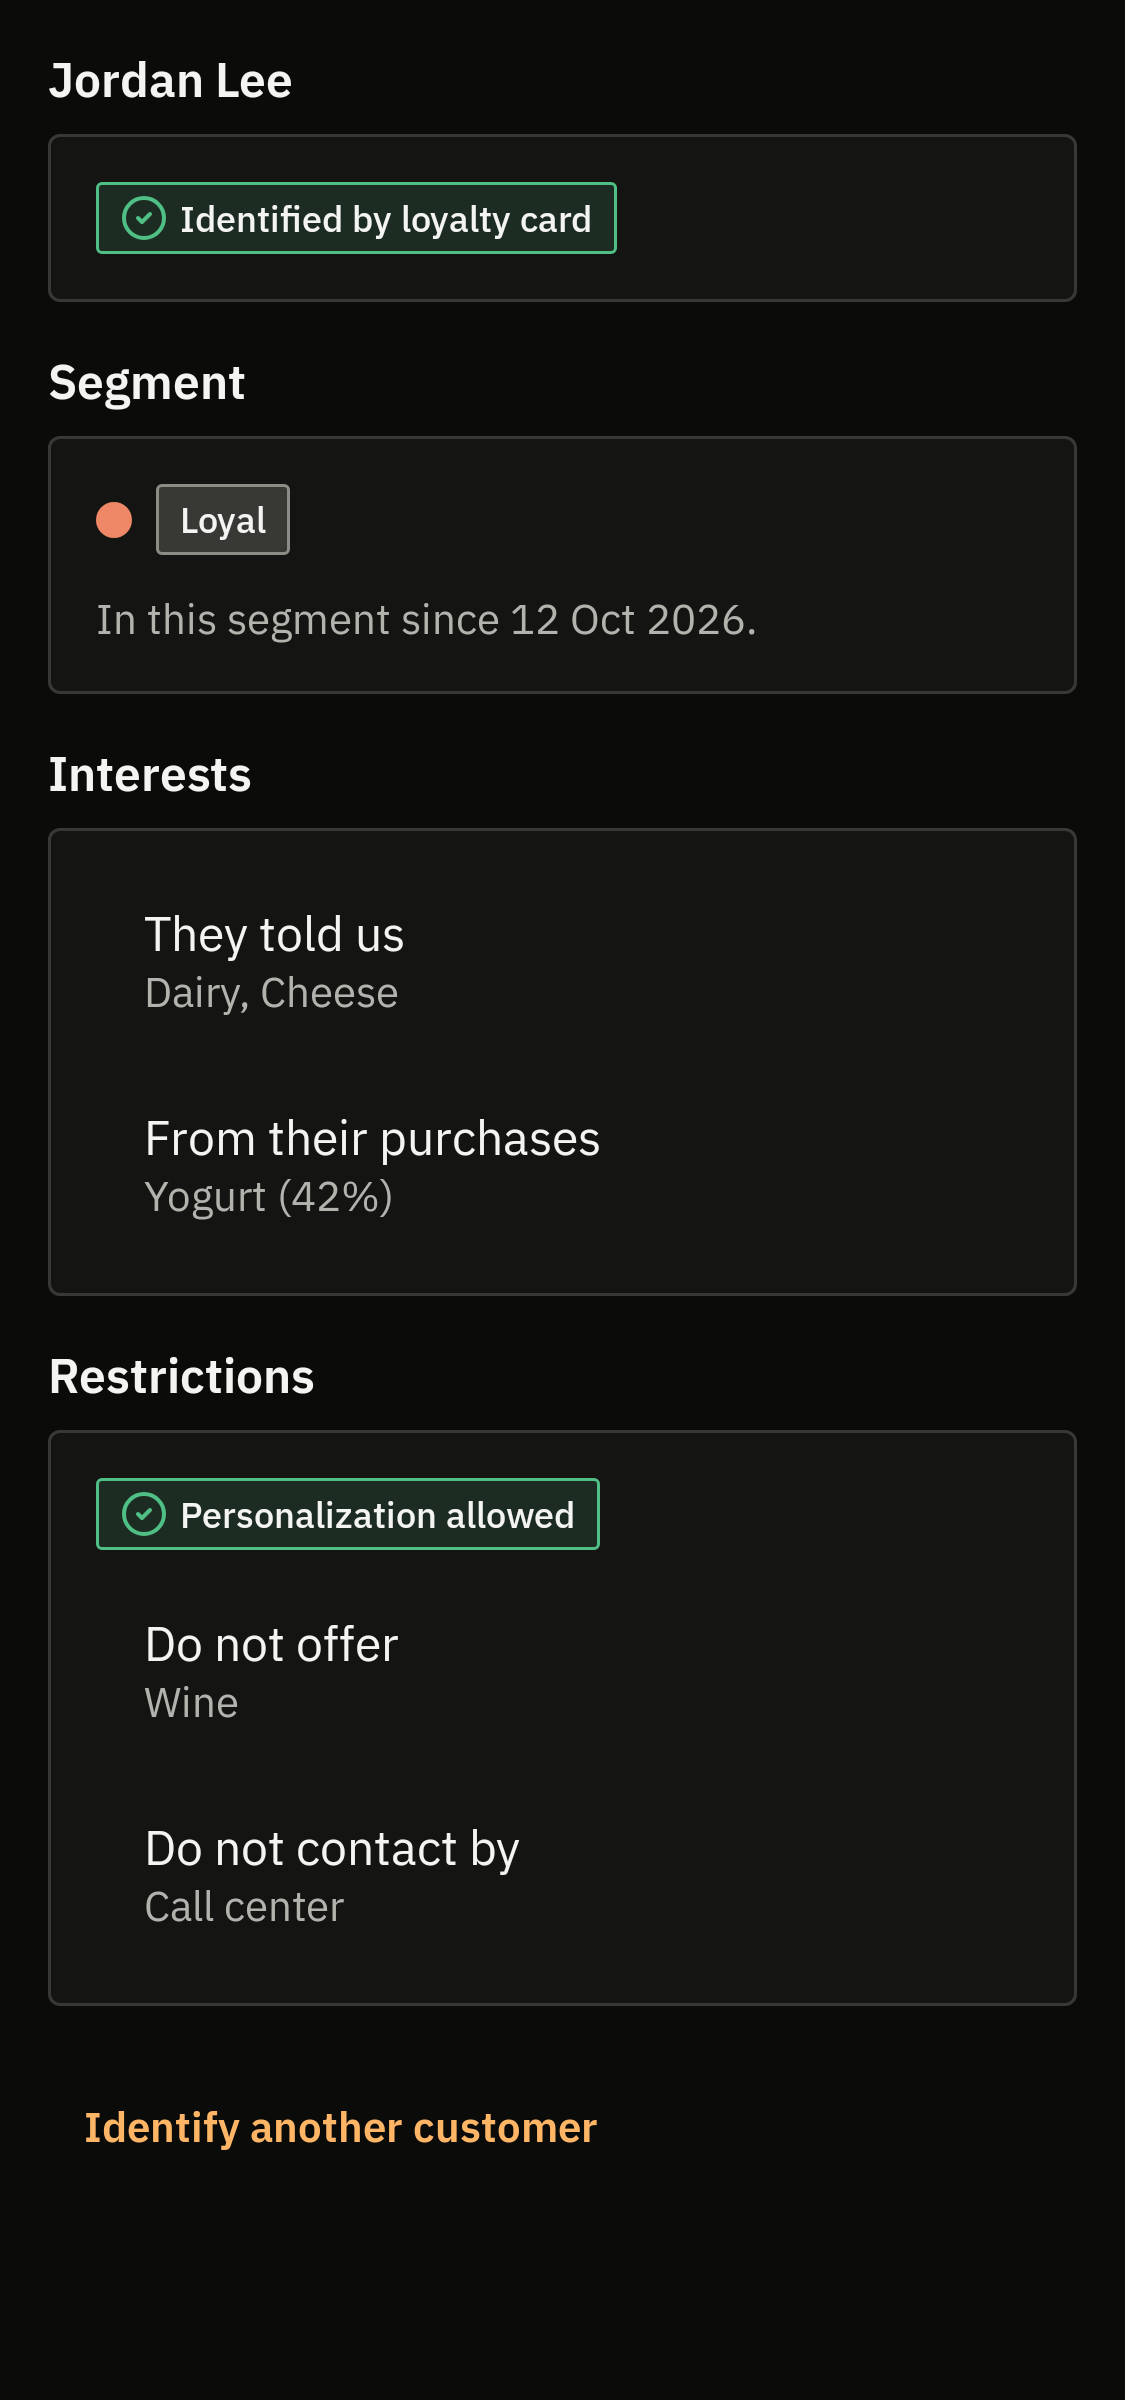 Jordan Lee
Identified by loyalty card
Segment
Loyal
In this segment since 12 Oct 2026.
Interests
They told us
Dairy, Cheese
From their purchases
Yogurt (42%)
Restrictions
Personalization allowed
Do not offer
Wine
Do not contact by
Call center
Identify another customer